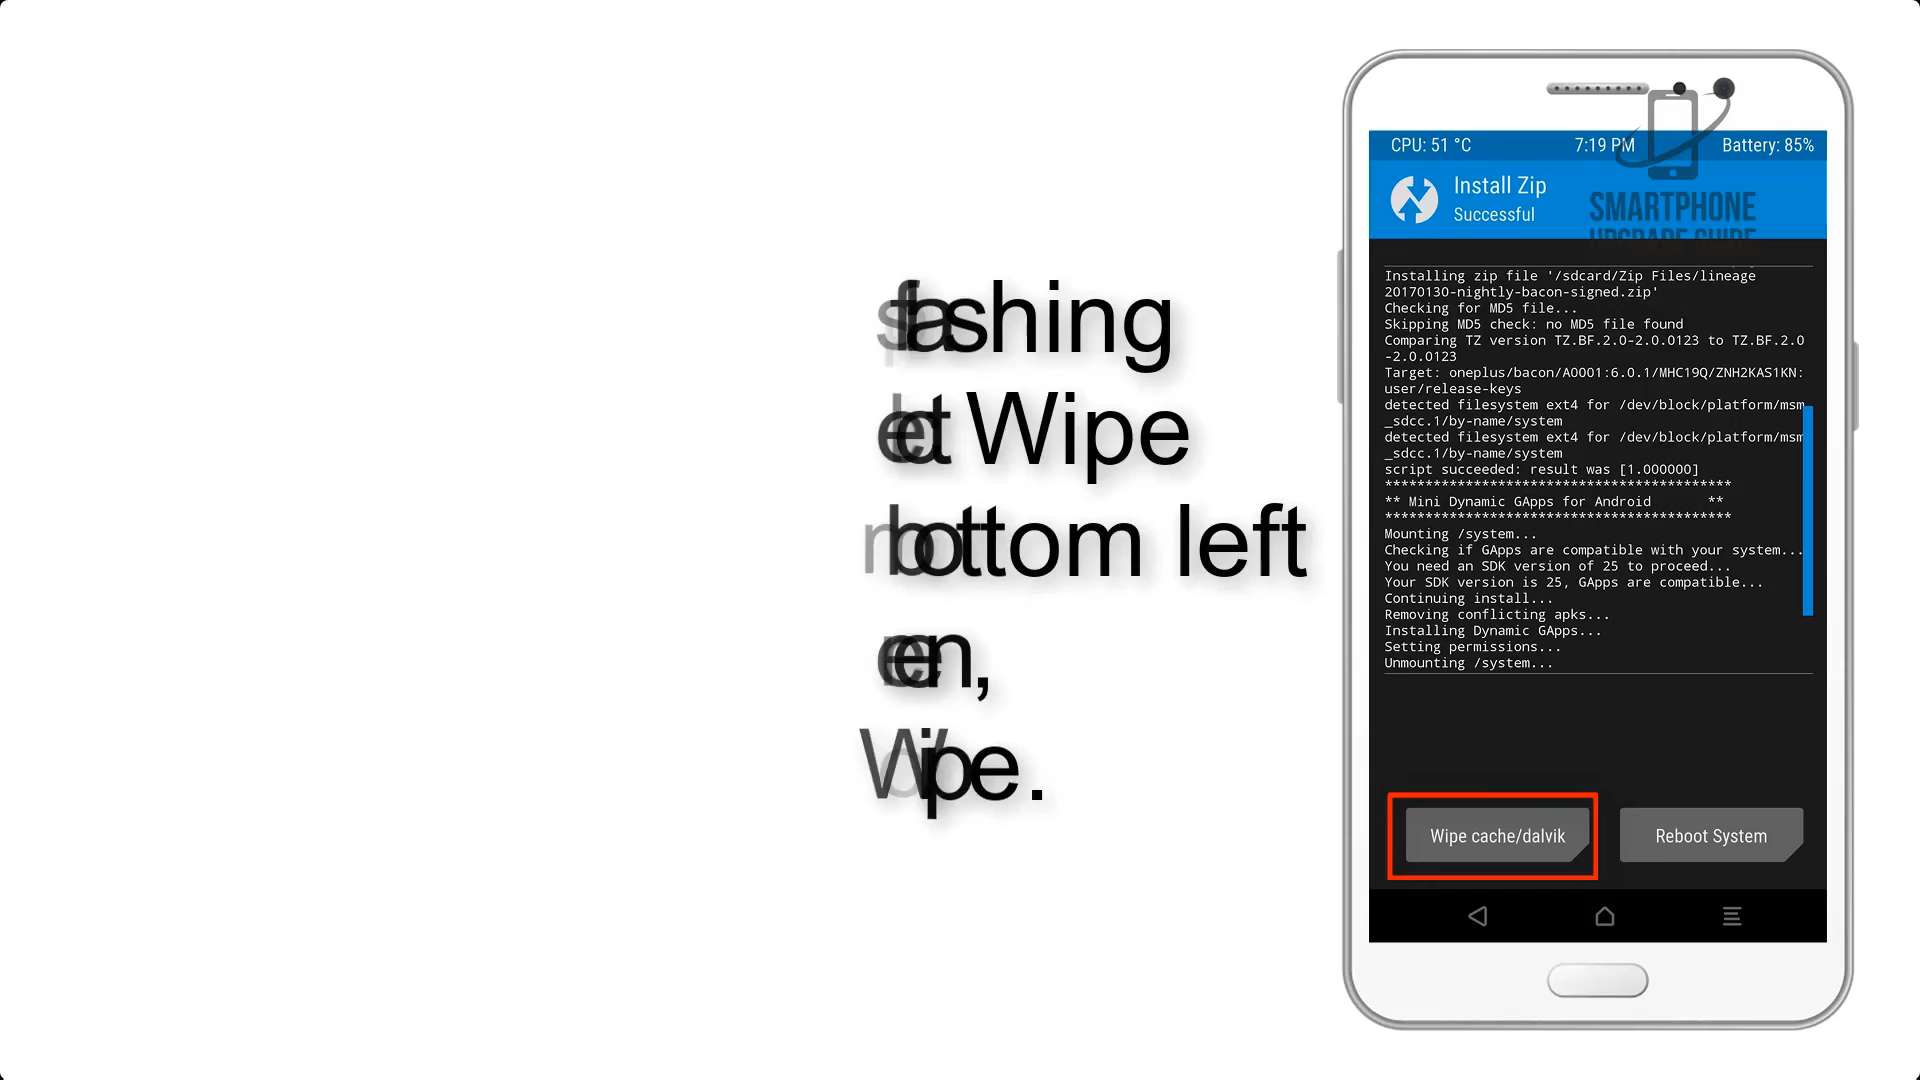 ashing
Wipe
bottom left
en,
Wipe.
CPU: 51 °C
7:19 PM
Battery: 85%
Install Zip
Successful
SMARTPHONE
UPGRADE GUIDE
Installing zip file '/sdcard/Zip Files/lineage
20170130-nightly-bacon-signed.zip'
Checking for MD5 file...
Skipping MD5 check: no MD5 file found
Comparing TZ version TZ.BF.2.0-2.0.0123 to TZ.BF.2.0
-2.0.0123
Target: oneplus/bacon/A0001:6.0.1/MHC19Q/ZNH2KAS1KN:
user/release-keys
detected filesystem ext4 for /dev/block/platform/msm
_sdcc.1/by-name/system
detected filesystem ext4 for /dev/block/platform/msm
_sdcc.1/by-name/system
script succeeded: result was [1.000000]
******************************************
** Mini Dynamic GApps for Android **
******************************************
Mounting /system...
Checking if GApps are compatible with your system...
You need an SDK version of 25 to proceed...
Your SDK version is 25, GApps are compatible...
Continuing install...
Removing conflicting apks...
Installing Dynamic GApps...
Setting permissions...
Unmounting /system...
Wipe cache/dalvik
Reboot System